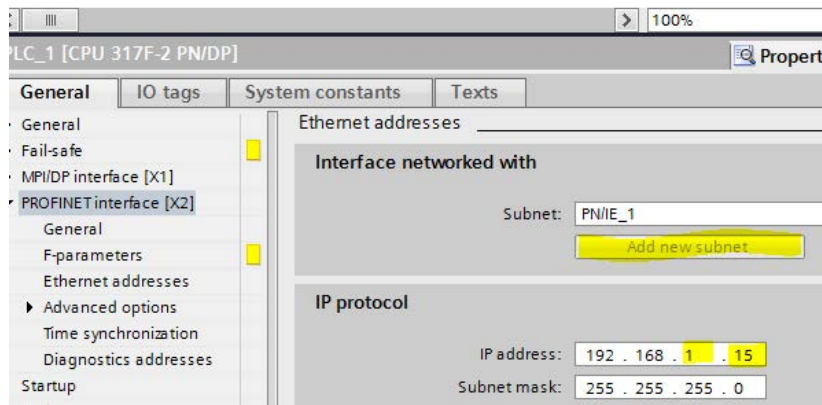 100%
PLC_1 [CPU 317F-2 PN/DP]
Propert
General IO tags System constants Texts
General
Fail-safe
MPI/DP interface [X1]
PROFINET interface [X2]
General
F-parameters
Ethernet addresses
Advanced options
Time synchronization
Diagnostics addresses
Startup
Ethernet addresses
Interface networked with
Subnet: PN/IE_1
Add new subnet
IP protocol
IP address: 192 . 168 . 1 . 15
Subnet mask: 255 . 255 . 255 . 0